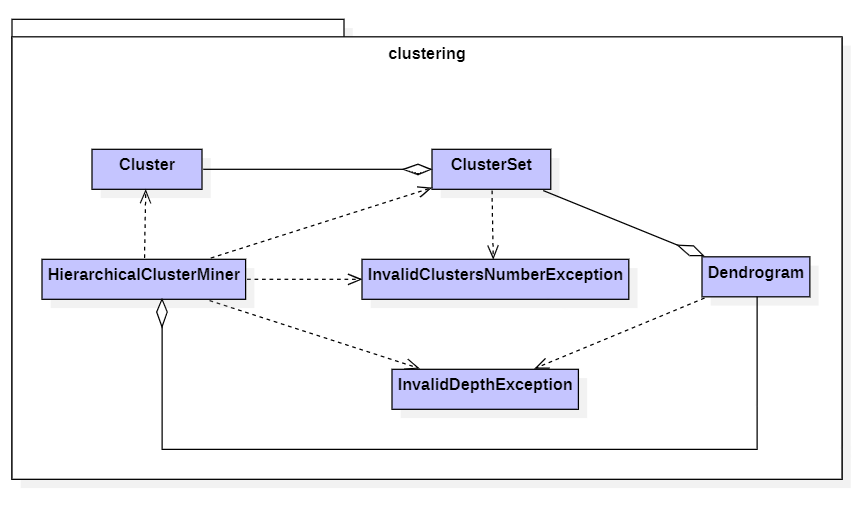 clustering
Cluster
ClusterSet
HierarchicalClusterMiner
InvalidClustersNumberException
Dendrogram
InvalidDepthException